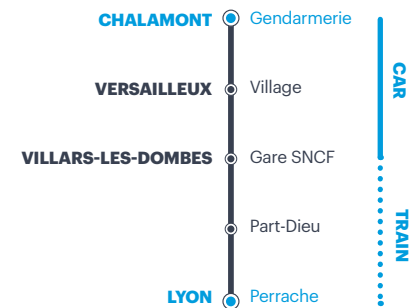 CHALAMONT Gendarmerie
VERSAILLEUX Village
VILLARS-LES-DOMBES Gare SNCF
Part-Dieu
LYON Perrache
CAR
TRAIN